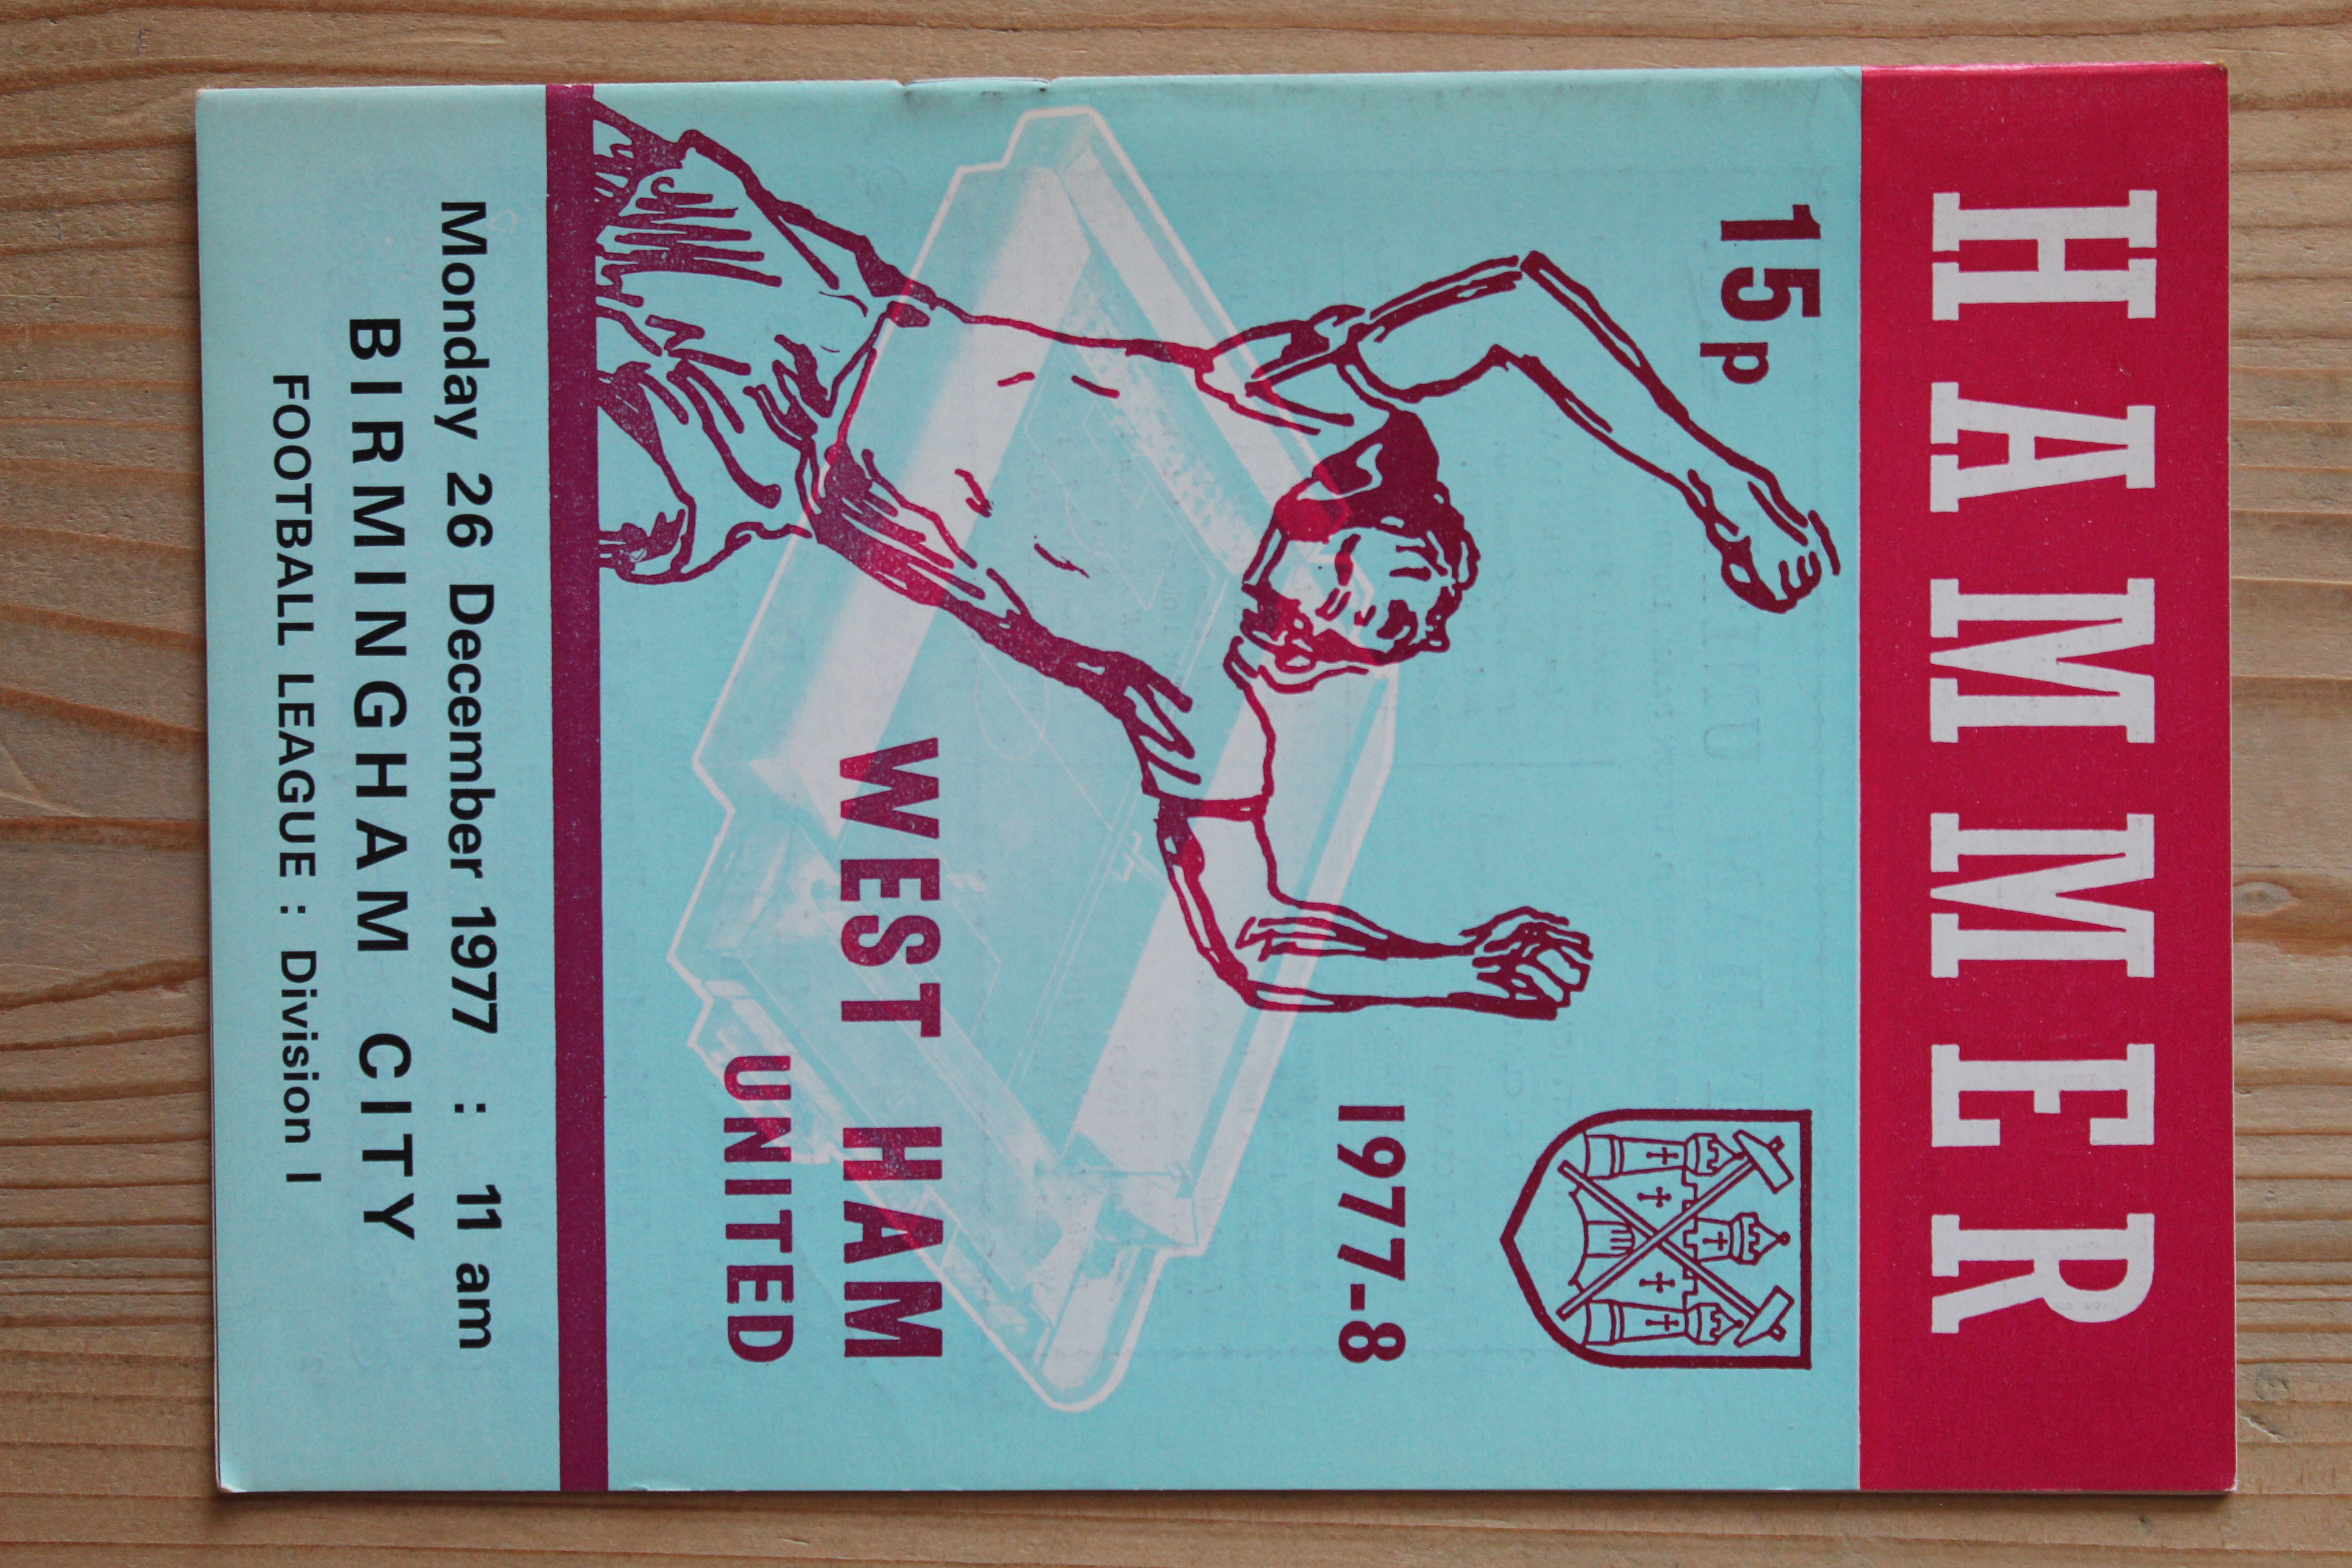 HAMMER
15p
1977-8
WEST HAM
UNITED
Monday 26 December 1977 : 11 am
BIRMINGHAM CITY
FOOTBALL LEAGUE : Division I